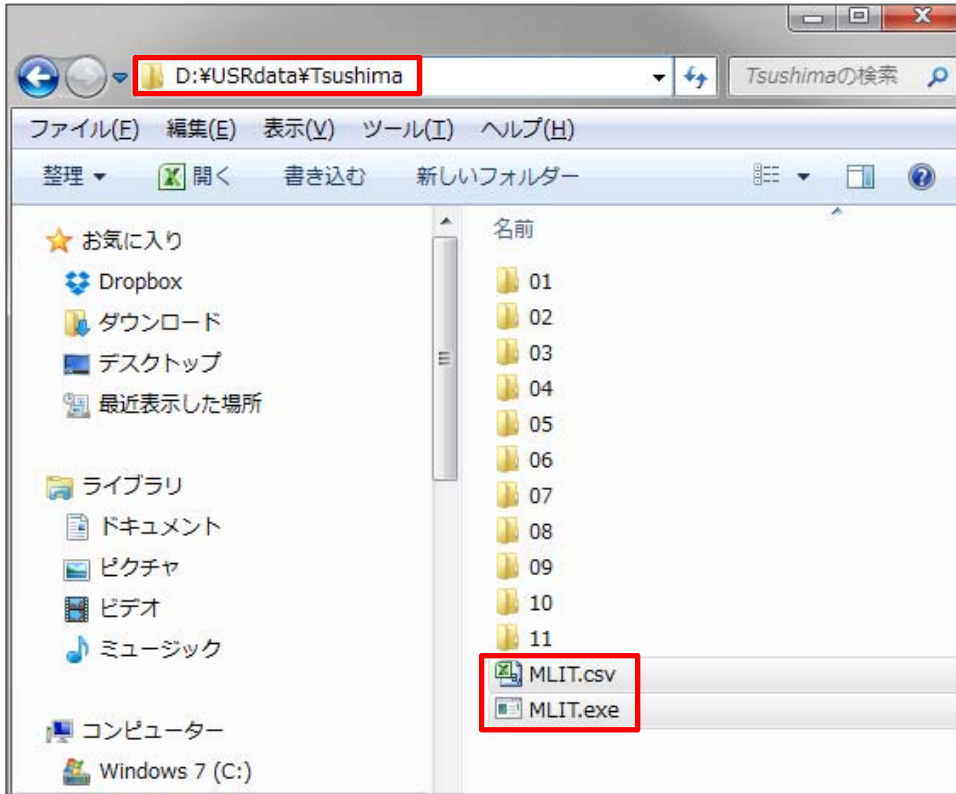 D:¥USRdata¥Tsushima
Tsushimaの検索
ファイル(F) 編集(E) 表示(V) ツール(T) ヘルプ(H)
整理 開く 書き込む 新しいフォルダー
お気に入り
Dropbox
ダウンロード
デスクトップ
最近表示した場所
ライブラリ
ドキュメント
ピクチャ
ビデオ
ミュージック
コンピューター
Windows 7 (C:)
名前
01
02
03
04
05
06
07
08
09
10
11
MLIT.csv
MLIT.exe